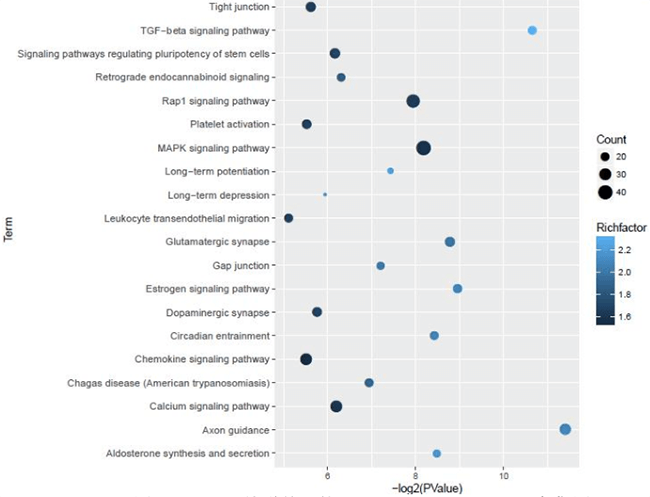 Tight junction
TGF−beta signaling pathway
Signaling pathways regulating pluripotency of stem cells
Retrograde endocannabinoid signaling
Rap1 signaling pathway
Platelet activation
MAPK signaling pathway
Long−term potentiation
Long−term depression
Leukocyte transendothelial migration
Glutamatergic synapse
Gap junction
Estrogen signaling pathway
Dopaminergic synapse
Circadian entrainment
Chemokine signaling pathway
Chagas disease (American trypanosomiasis)
Calcium signaling pathway
Axon guidance
Aldosterone synthesis and secretion
Term
6 8 10
−log2(PValue)
Count
20
30
40
Richfactor
2.2
2.0
1.8
1.6